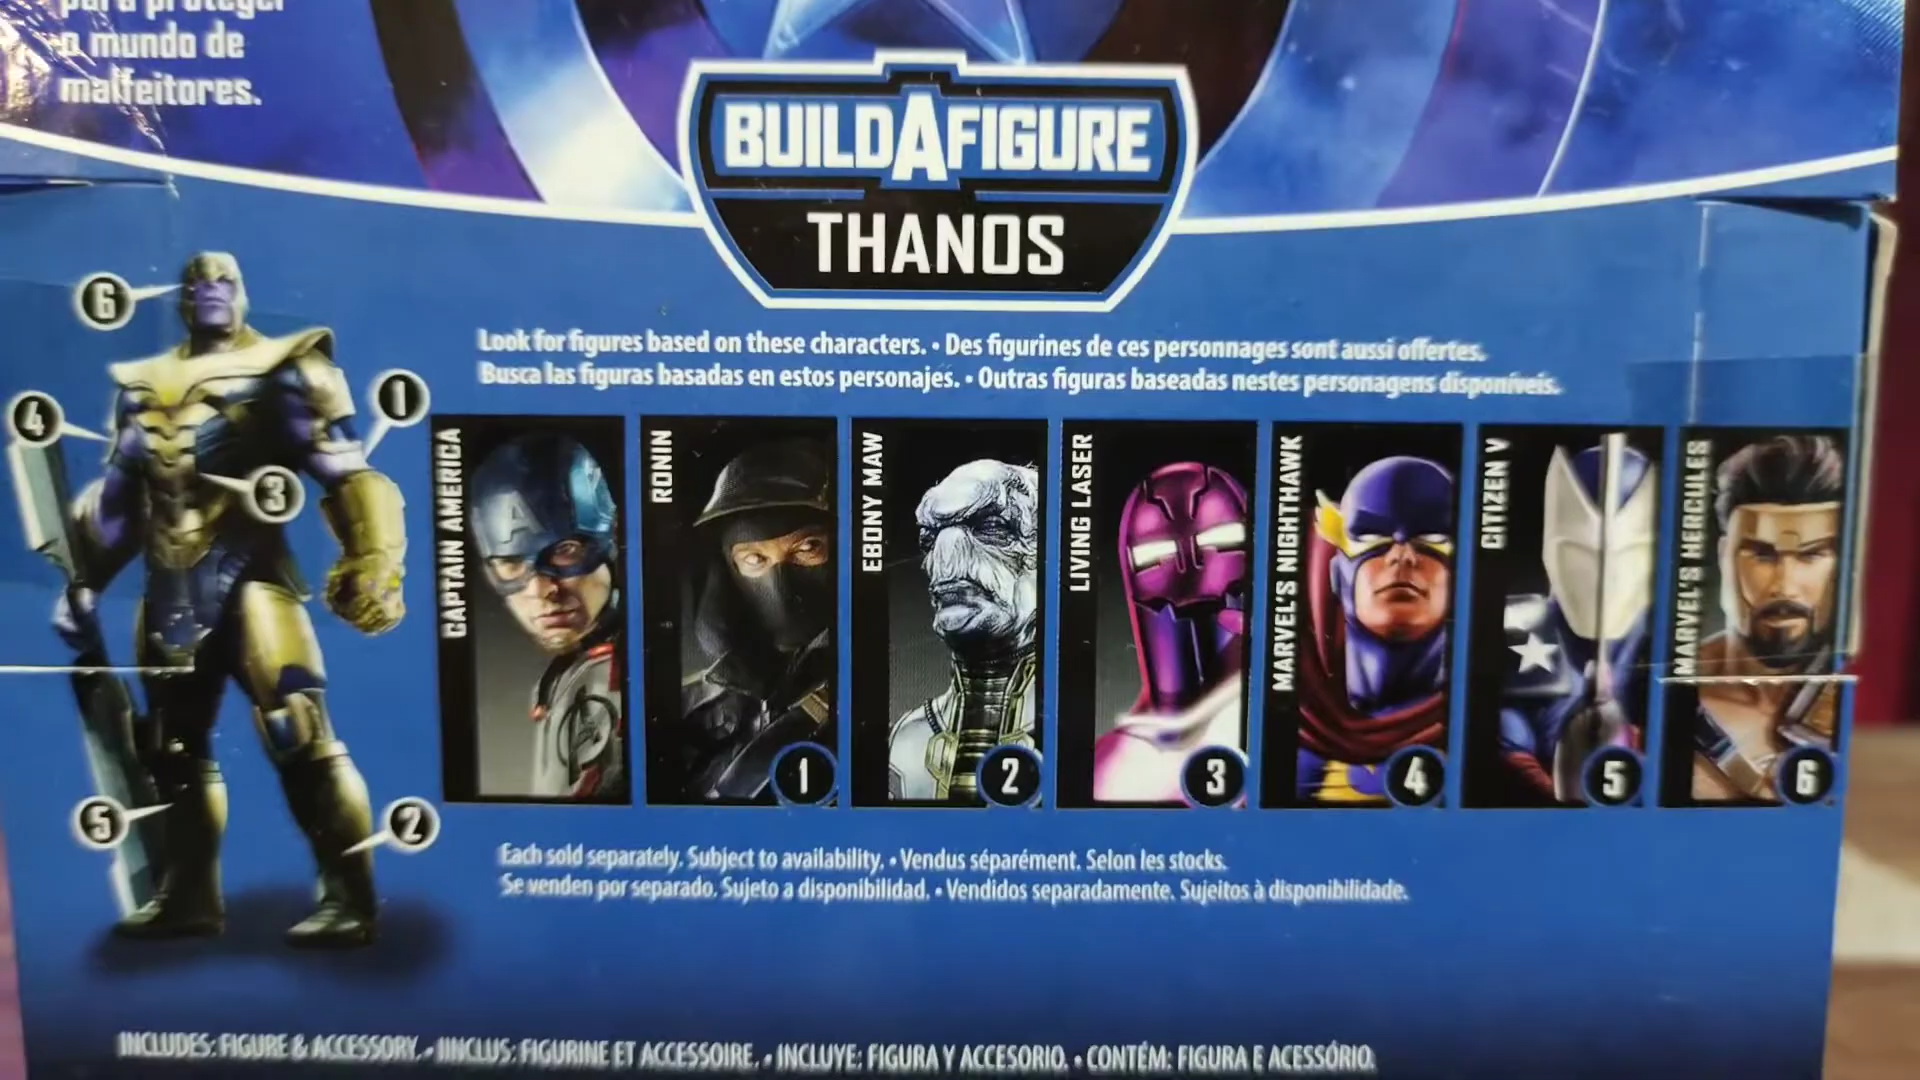 para proteger
o mundo de
malfeitores.
BUILD A FIGURE
THANOS
Look for figures based on these characters. • Des figurines de ces personnages sont aussi offertes.
Busca las figuras basadas en estos personajes. • Outras figuras baseadas nestes personagens disponíveis.
6
4
1
3
5
2
CAPTAIN AMERICA
RONIN
1
EBONY MAW
2
LIVING LASER
3
MARVEL'S NIGHTHAWK
4
CITIZEN V
5
MARVEL'S HERCULES
6
A
Each sold separately. Subject to availability. • Vendus séparément. Selon les stocks.
Se venden por separado. Sujeto a disponibilidad. • Vendidos separadamente. Sujeitos à disponibilidade.
INCLUDES: FIGURE & ACCESSORY. • INCLUS: FIGURINE ET ACCESSOIRE. • INCLUYE: FIGURA Y ACCESORIO. • CONTÉM: FIGURA E ACESSÓRIO.